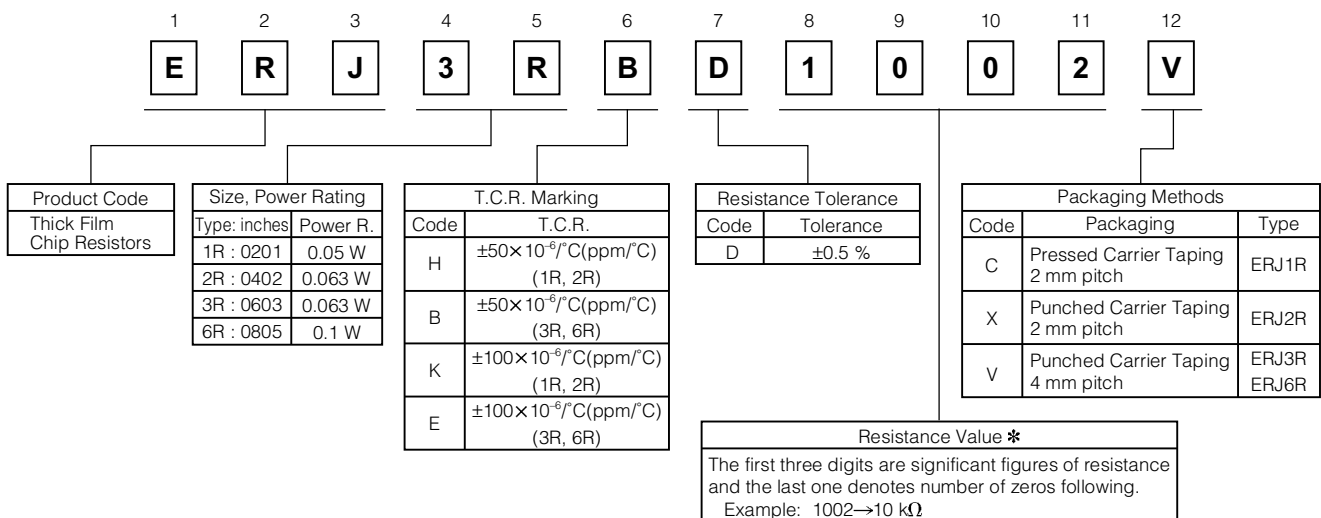 1 2 3 4 5 6 7 8 9 10 11 12
E R J 3 R B D 1 0 0 2 V
Product Code
Thick Film
Chip Resistors
Size, Power Rating
Type: inches Power R.
1R : 0201 0.05 W
2R : 0402 0.063 W
3R : 0603 0.063 W
6R : 0805 0.1 W
T.C.R. Marking
Code T.C.R.
H ±50×10⁻⁶/°C(ppm/°C)
(1R, 2R)
B ±50×10⁻⁶/°C(ppm/°C)
(3R, 6R)
K ±100×10⁻⁶/°C(ppm/°C)
(1R, 2R)
E ±100×10⁻⁶/°C(ppm/°C)
(3R, 6R)
Resistance Tolerance
Code Tolerance
D ±0.5 %
Packaging Methods
Code Packaging Type
C Pressed Carrier Taping
2 mm pitch ERJ1R
X Punched Carrier Taping
2 mm pitch ERJ2R
V Punched Carrier Taping
4 mm pitch ERJ3R
ERJ6R
Resistance Value ✱
The first three digits are significant figures of resistance
and the last one denotes number of zeros following.
Example: 1002→10 kΩ